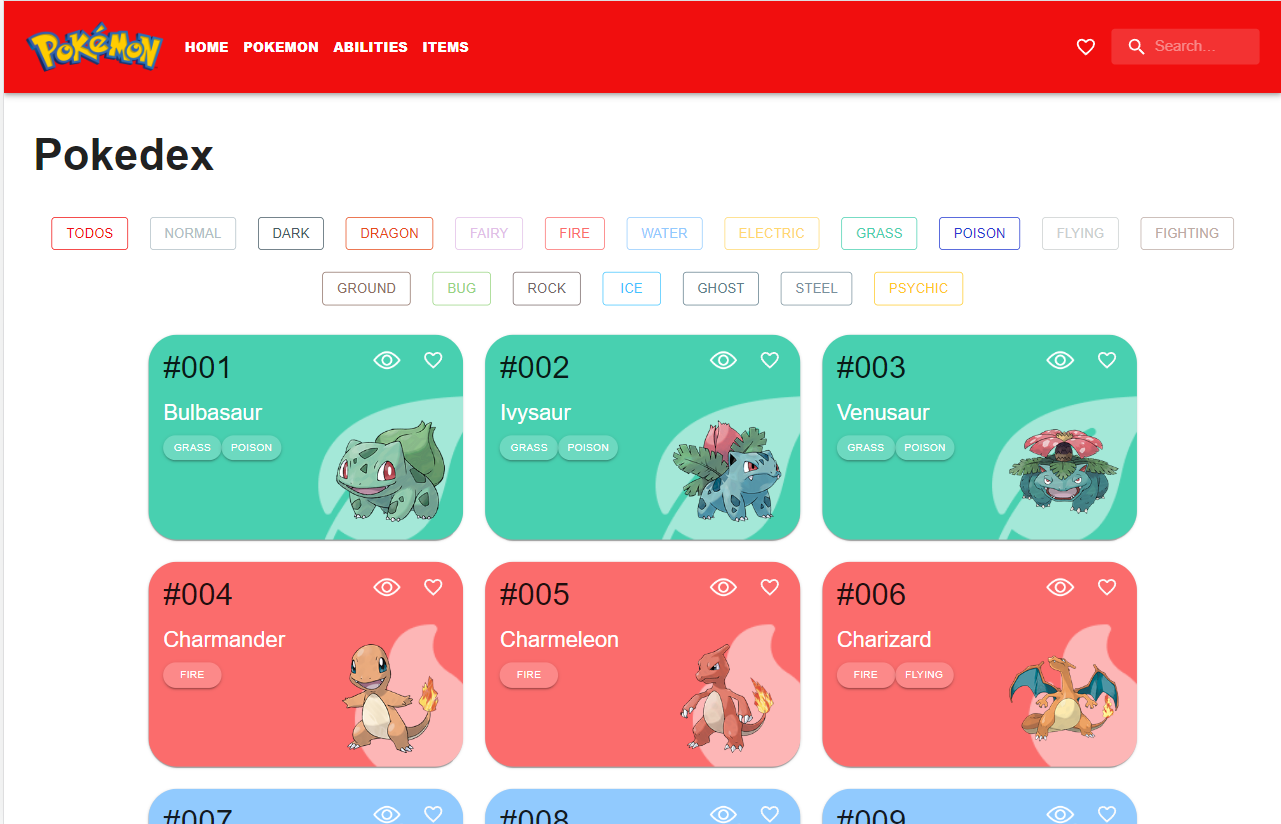 POKéMON HOME POKEMON ABILITIES ITEMS Search...
Pokedex
TODOS NORMAL DARK DRAGON FAIRY FIRE WATER ELECTRIC GRASS POISON FLYING FIGHTING
GROUND BUG ROCK ICE GHOST STEEL PSYCHIC
#001 #002 #003
Bulbasaur Ivysaur Venusaur
GRASS POISON GRASS POISON GRASS POISON
#004 #005 #006
Charmander Charmeleon Charizard
FIRE FIRE FIRE FLYING
#007 #008 #009